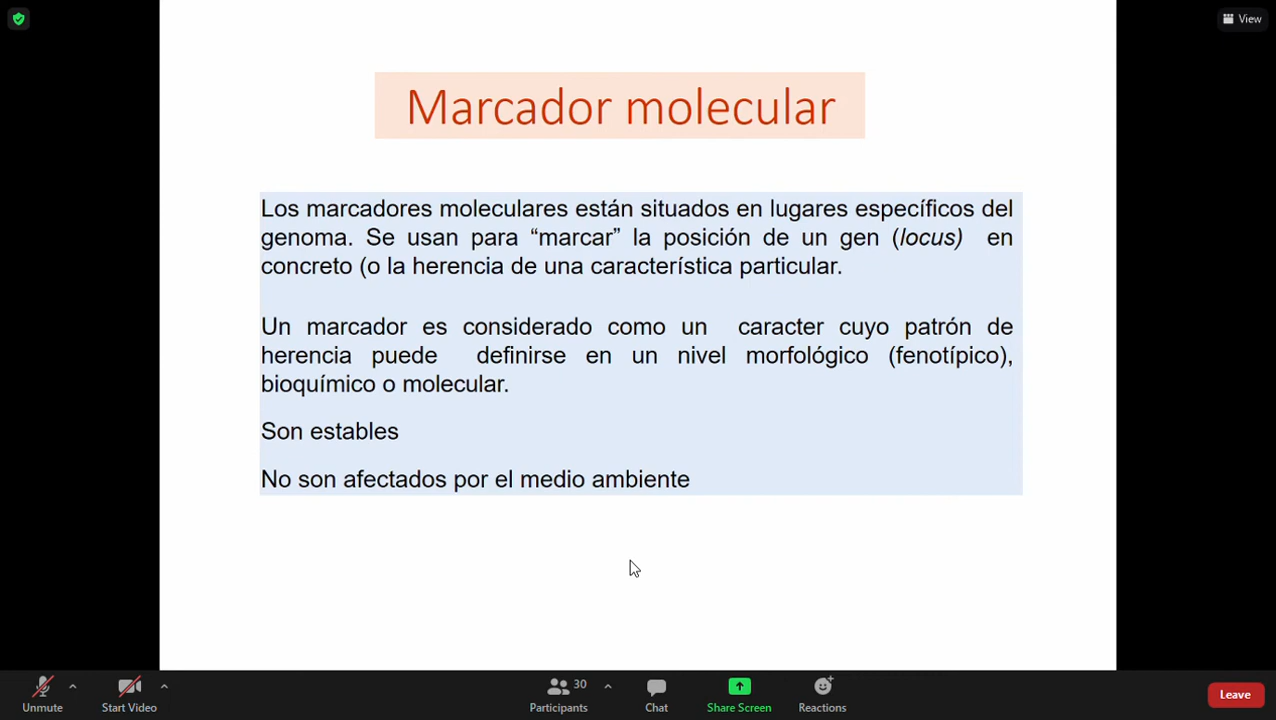 View
Marcador molecular
Los marcadores moleculares están situados en lugares específicos del
genoma. Se usan para “marcar” la posición de un gen (locus) en
concreto (o la herencia de una característica particular.
Un marcador es considerado como un caracter cuyo patrón de
herencia puede definirse en un nivel morfológico (fenotípico),
bioquímico o molecular.
Son estables
No son afectados por el medio ambiente
Unmute
Start Video
30
Participants
Chat
Share Screen
Reactions
Leave